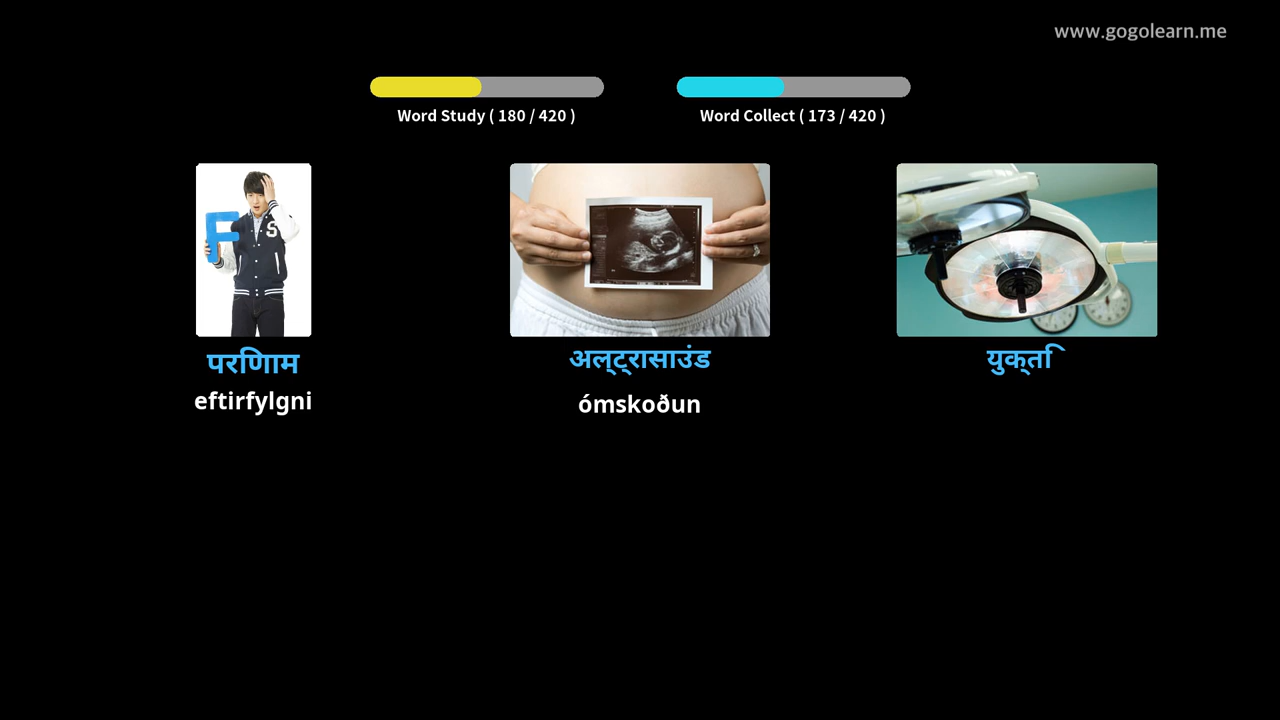 www.gogolearn.me
Word Study ( 180 / 420 )
Word Collect ( 173 / 420 )
F
S
परिणाम
अल्ट्रासाउंड
युक्ति
eftirfylgni
ómskoðun